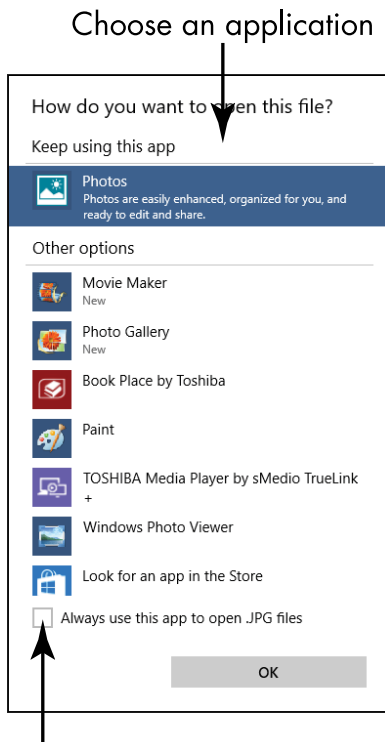 Choose an application
How do you want to open this file?
Keep using this app
Photos
Photos are easily enhanced, organized for you, and
ready to edit and share.
Other options
Movie Maker
New
Photo Gallery
New
Book Place by Toshiba
Paint
TOSHIBA Media Player by sMedio TrueLink
+
Windows Photo Viewer
Look for an app in the Store
Always use this app to open .JPG files
OK